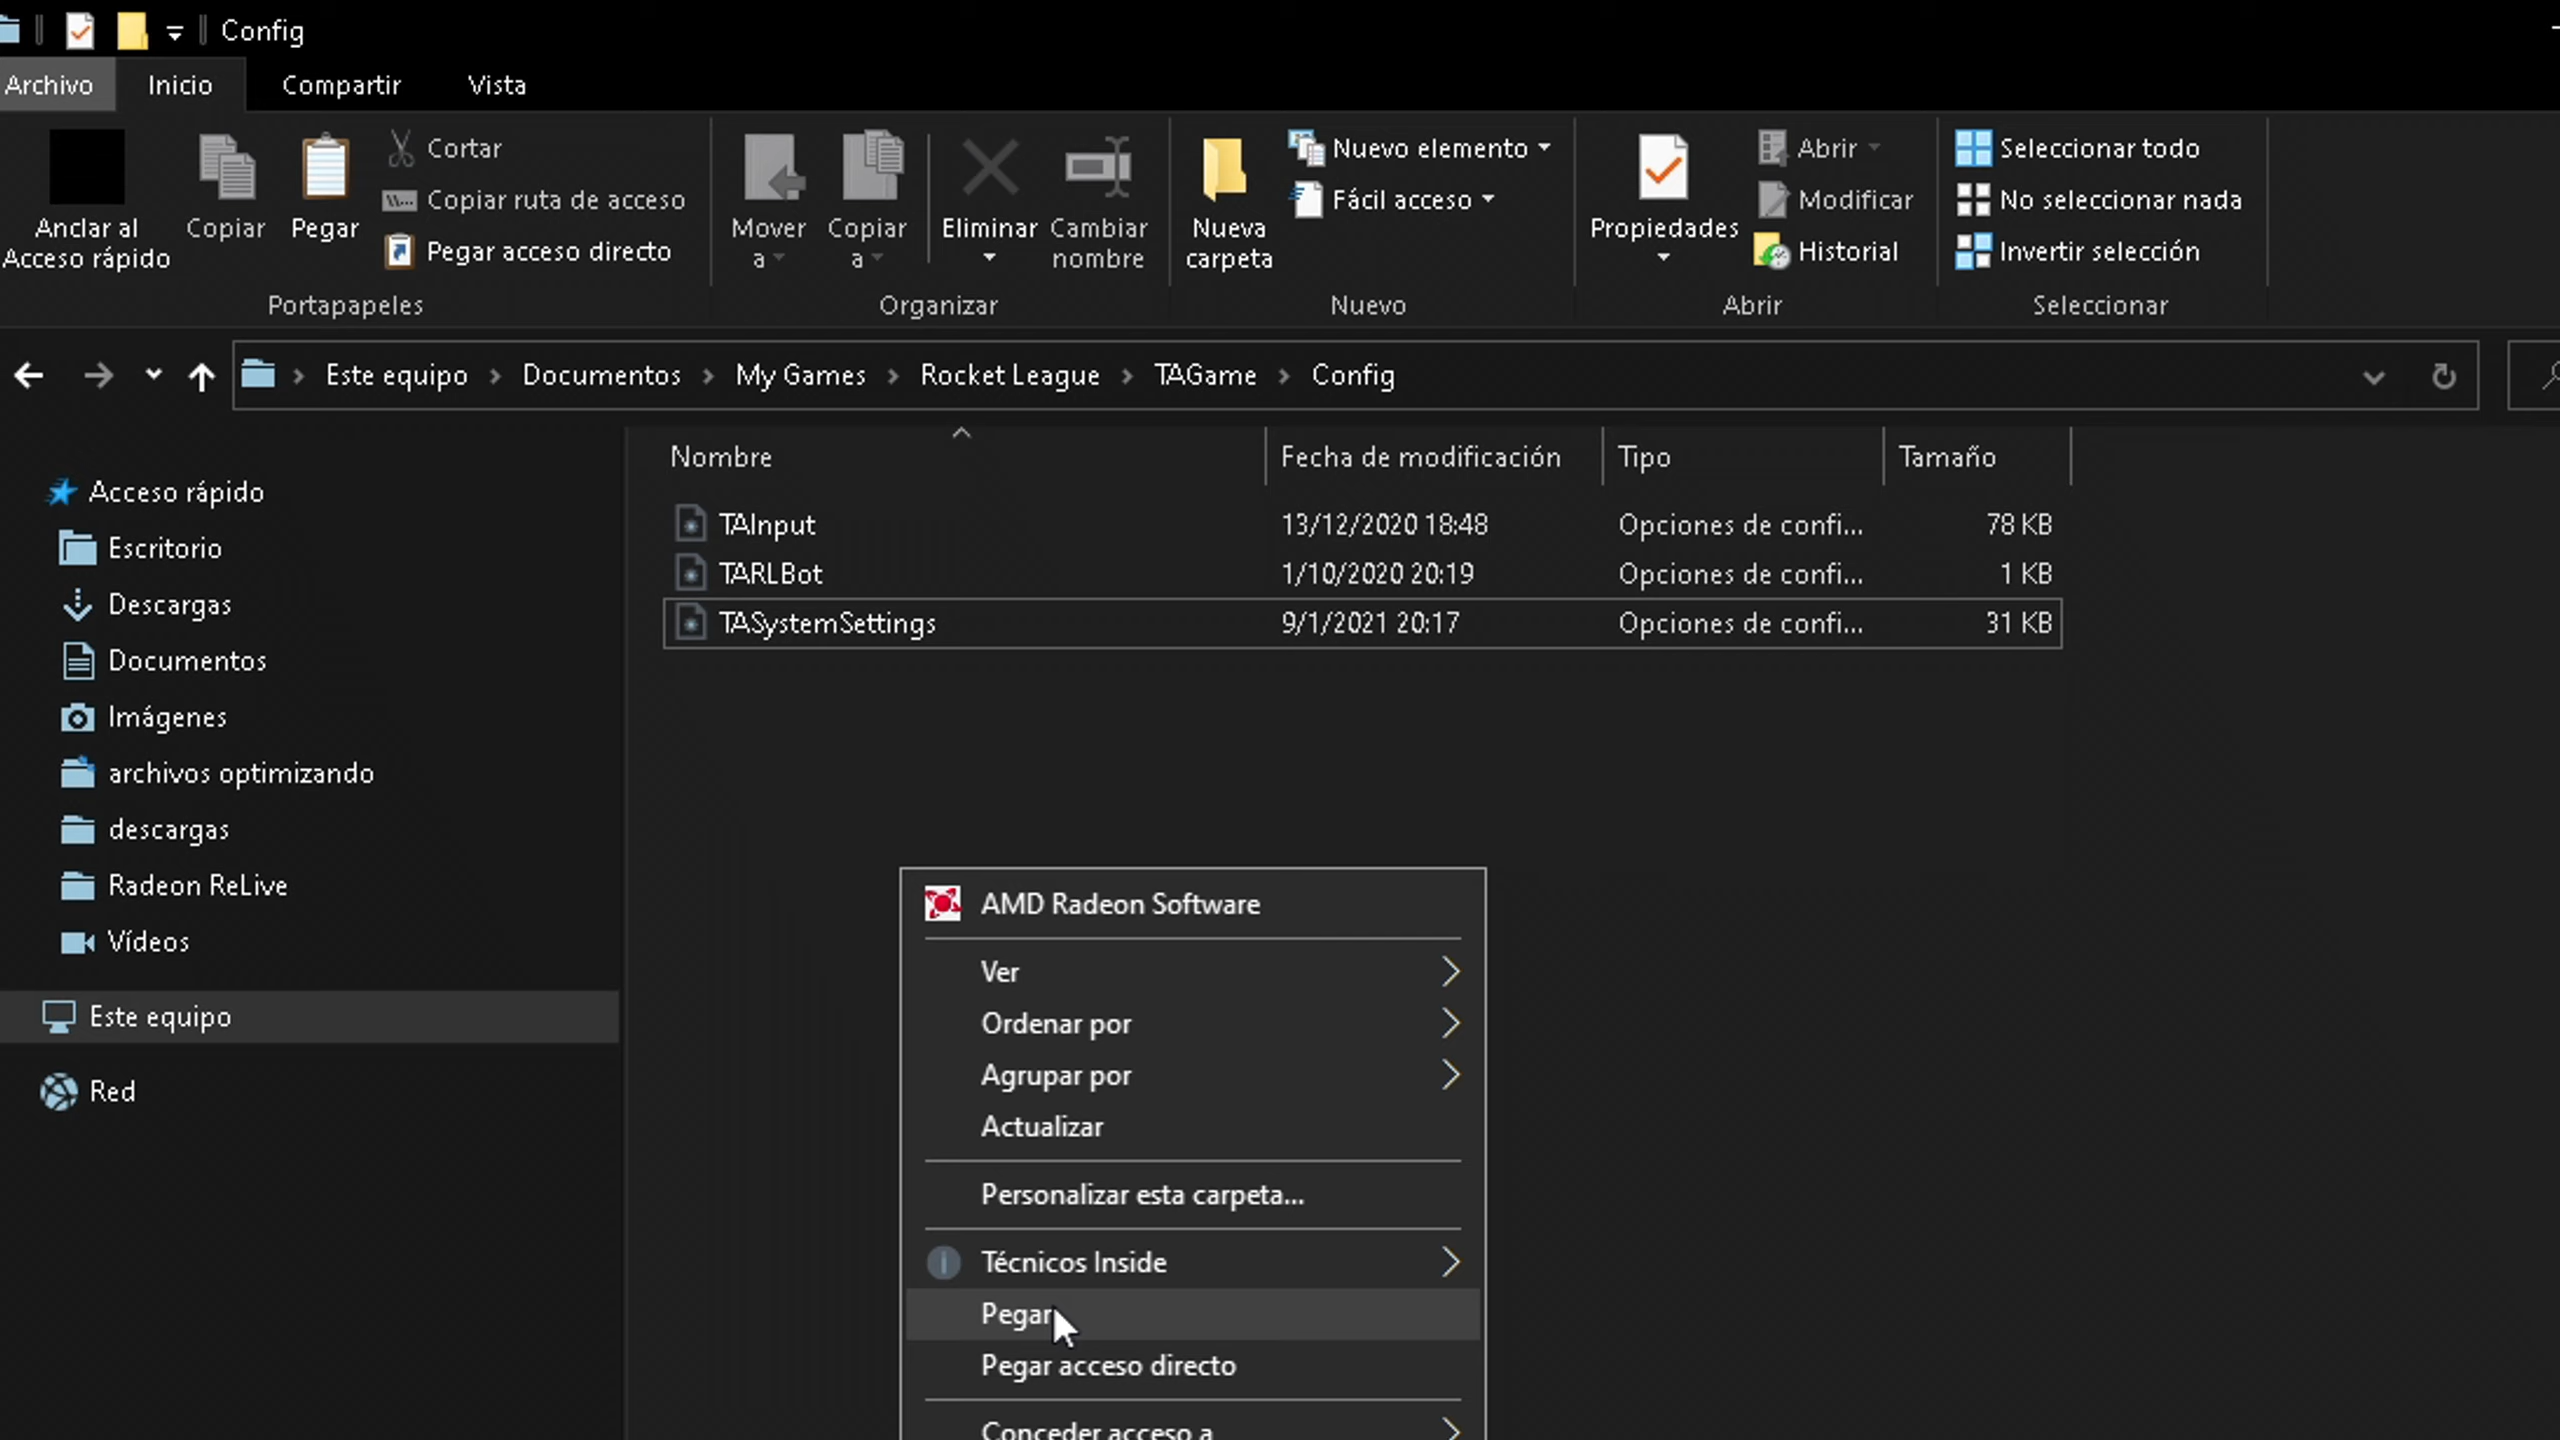 Config
Archivo Inicio Compartir Vista
Anclar al
Acceso rápido
Copiar
Pegar
Cortar
Copiar ruta de acceso
Pegar acceso directo
Portapapeles
Mover
a
Copiar
a
Eliminar
Cambiar
nombre
Organizar
Nueva
carpeta
Nuevo elemento
Fácil acceso
Nuevo
Propiedades
Abrir
Modificar
Historial
Abrir
Seleccionar todo
No seleccionar nada
Invertir selección
Seleccionar
Este equipo > Documentos > My Games > Rocket League > TAGame > Config
Acceso rápido
Escritorio
Descargas
Documentos
Imágenes
archivos optimizando
descargas
Radeon ReLive
Vídeos
Este equipo
Red
Nombre Fecha de modificación Tipo Tamaño
TAInput 13/12/2020 18:48 Opciones de confi... 78 KB
TARLBot 1/10/2020 20:19 Opciones de confi... 1 KB
TASystemSettings 9/1/2021 20:17 Opciones de confi... 31 KB
AMD Radeon Software
Ver
Ordenar por
Agrupar por
Actualizar
Personalizar esta carpeta...
Técnicos Inside
Pegar
Pegar acceso directo
Conceder acceso a